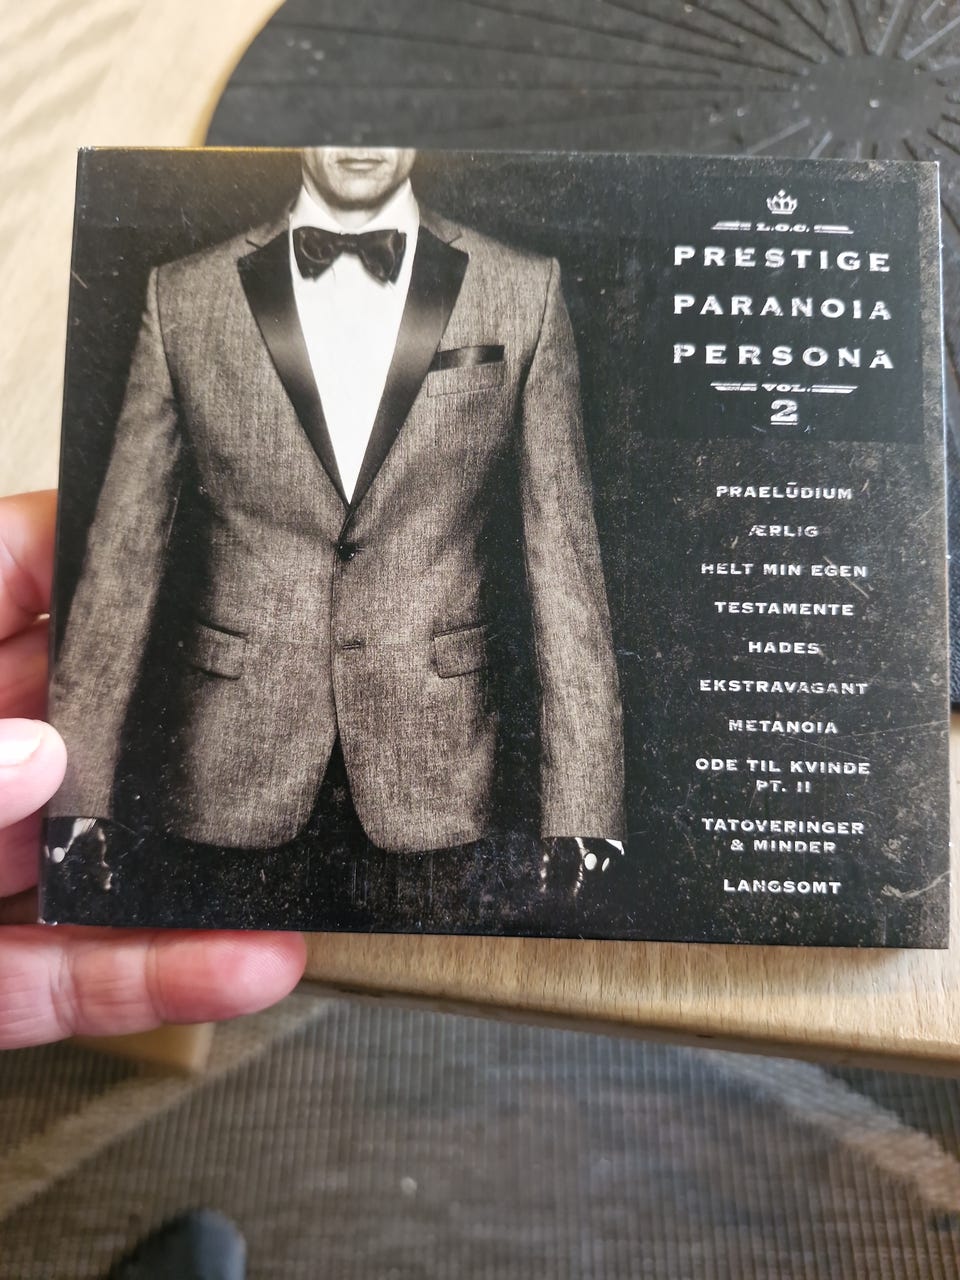 L.O.C.
PRESTIGE
PARANOIA
PERSONA
VOL.
2
PRAELŪDIUM
ÆRLIG
HELT MIN EGEN
TESTAMENTE
HADES
EKSTRAVAGANT
METANOIA
ODE TIL KVINDE
PT. II
TATOVERINGER
& MINDER
LANGSOMT